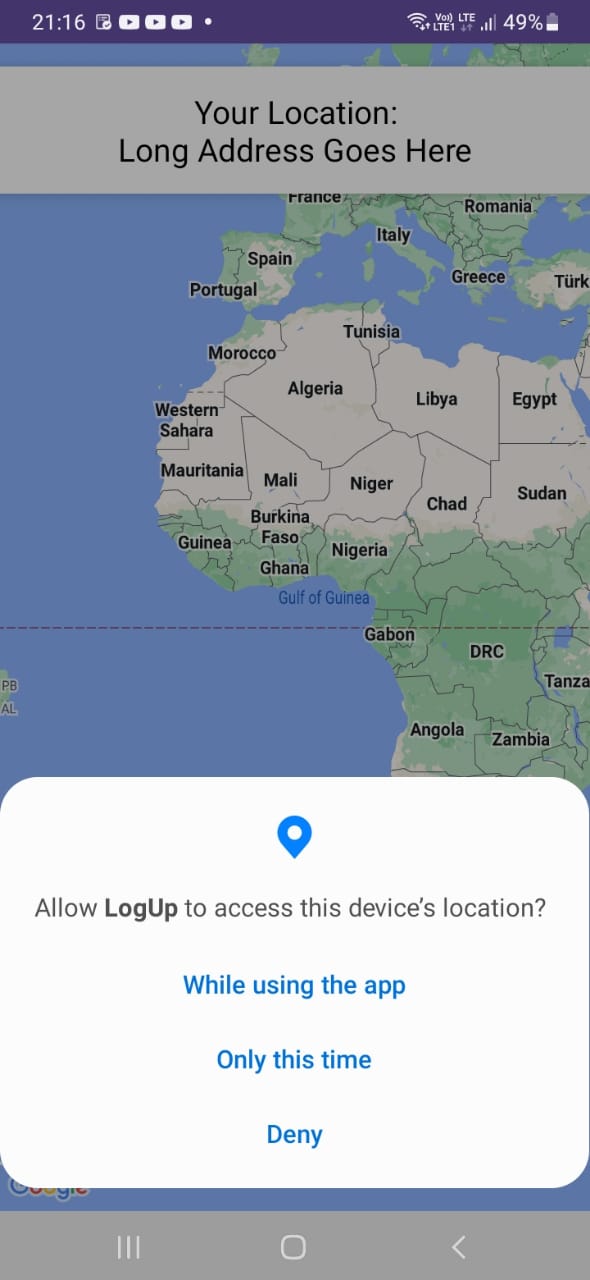 21:16 Vo)) LTE LTE1 49%
Your Location:
Long Address Goes Here
France
Romania
Italy
Spain
Greece
Türk
Portugal
Tunisia
Morocco
Algeria
Libya
Egypt
Western
Sahara
Mauritania
Mali
Niger
Sudan
Chad
Burkina
Faso
Guinea
Nigeria
Ghana
Gulf of Guinea
Gabon
DRC
Tanza
PB
AL
Angola
Zambia
Allow LogUp to access this device's location?
While using the app
Only this time
Deny
Google